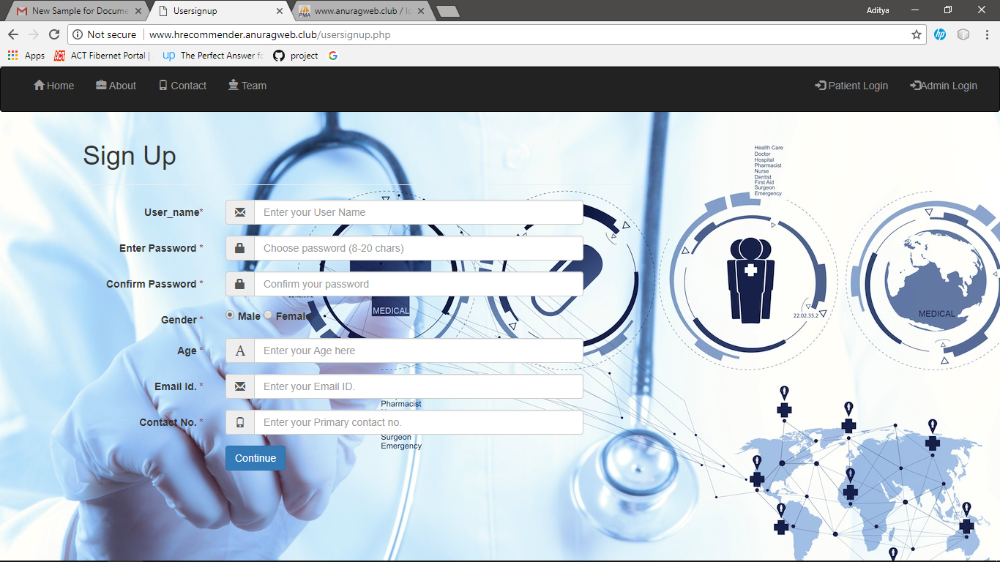 New Sample for Docume
Usersignup
www.anuragweb.club / lo
Aditya
Not secure
www.hrecommender.anuragweb.club/usersignup.php
Apps
ACT Fibernet Portal |
The Perfect Answer fo
project
Home
About
Contact
Team
Patient Login
Admin Login
Sign Up
Health Care
Doctor
Hospital
Pharmacist
Nurse
Dentist
First Aid
Surgeon
Emergency
User_name*
Enter your User Name
Enter Password *
Choose password (8-20 chars)
Confirm Password *
Confirm your password
MEDICAL
Gender *
Male
Female
22.02.35.2
MEDICAL
Age *
Enter your Age here
Email Id. *
Enter your Email ID.
Pharmacist
Contact No. *
Enter your Primary contact no.
Surgeon
Emergency
Continue